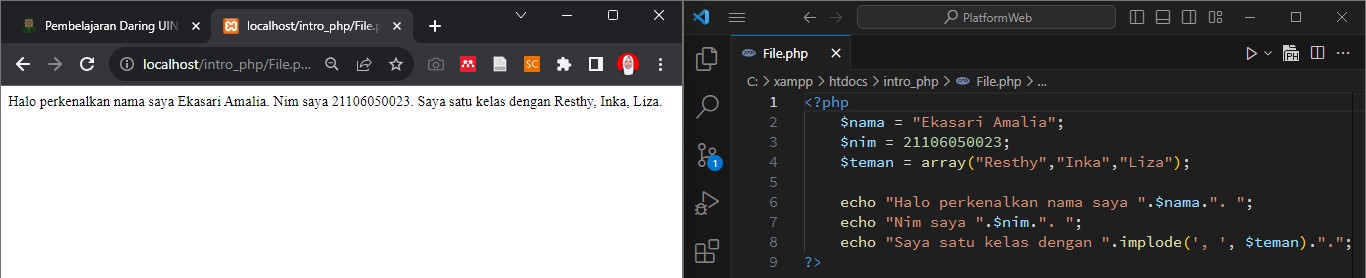 Pembelajaran Daring UIN
localhost/intro_php/File.p
localhost/intro_php/File.p...
SC
Halo perkenalkan nama saya Ekasari Amalia. Nim saya 21106050023. Saya satu kelas dengan Resthy, Inka, Liza.
PlatformWeb
File.php
C: > xampp > htdocs > intro_php > File.php > ...
1 <?php
2 $nama = "Ekasari Amalia";
3 $nim = 21106050023;
4 $teman = array("Resthy","Inka","Liza");
5
6 echo "Halo perkenalkan nama saya ".$nama.". ";
7 echo "Nim saya ".$nim.". ";
8 echo "Saya satu kelas dengan ".implode(', ', $teman).".";
9 ?>
1